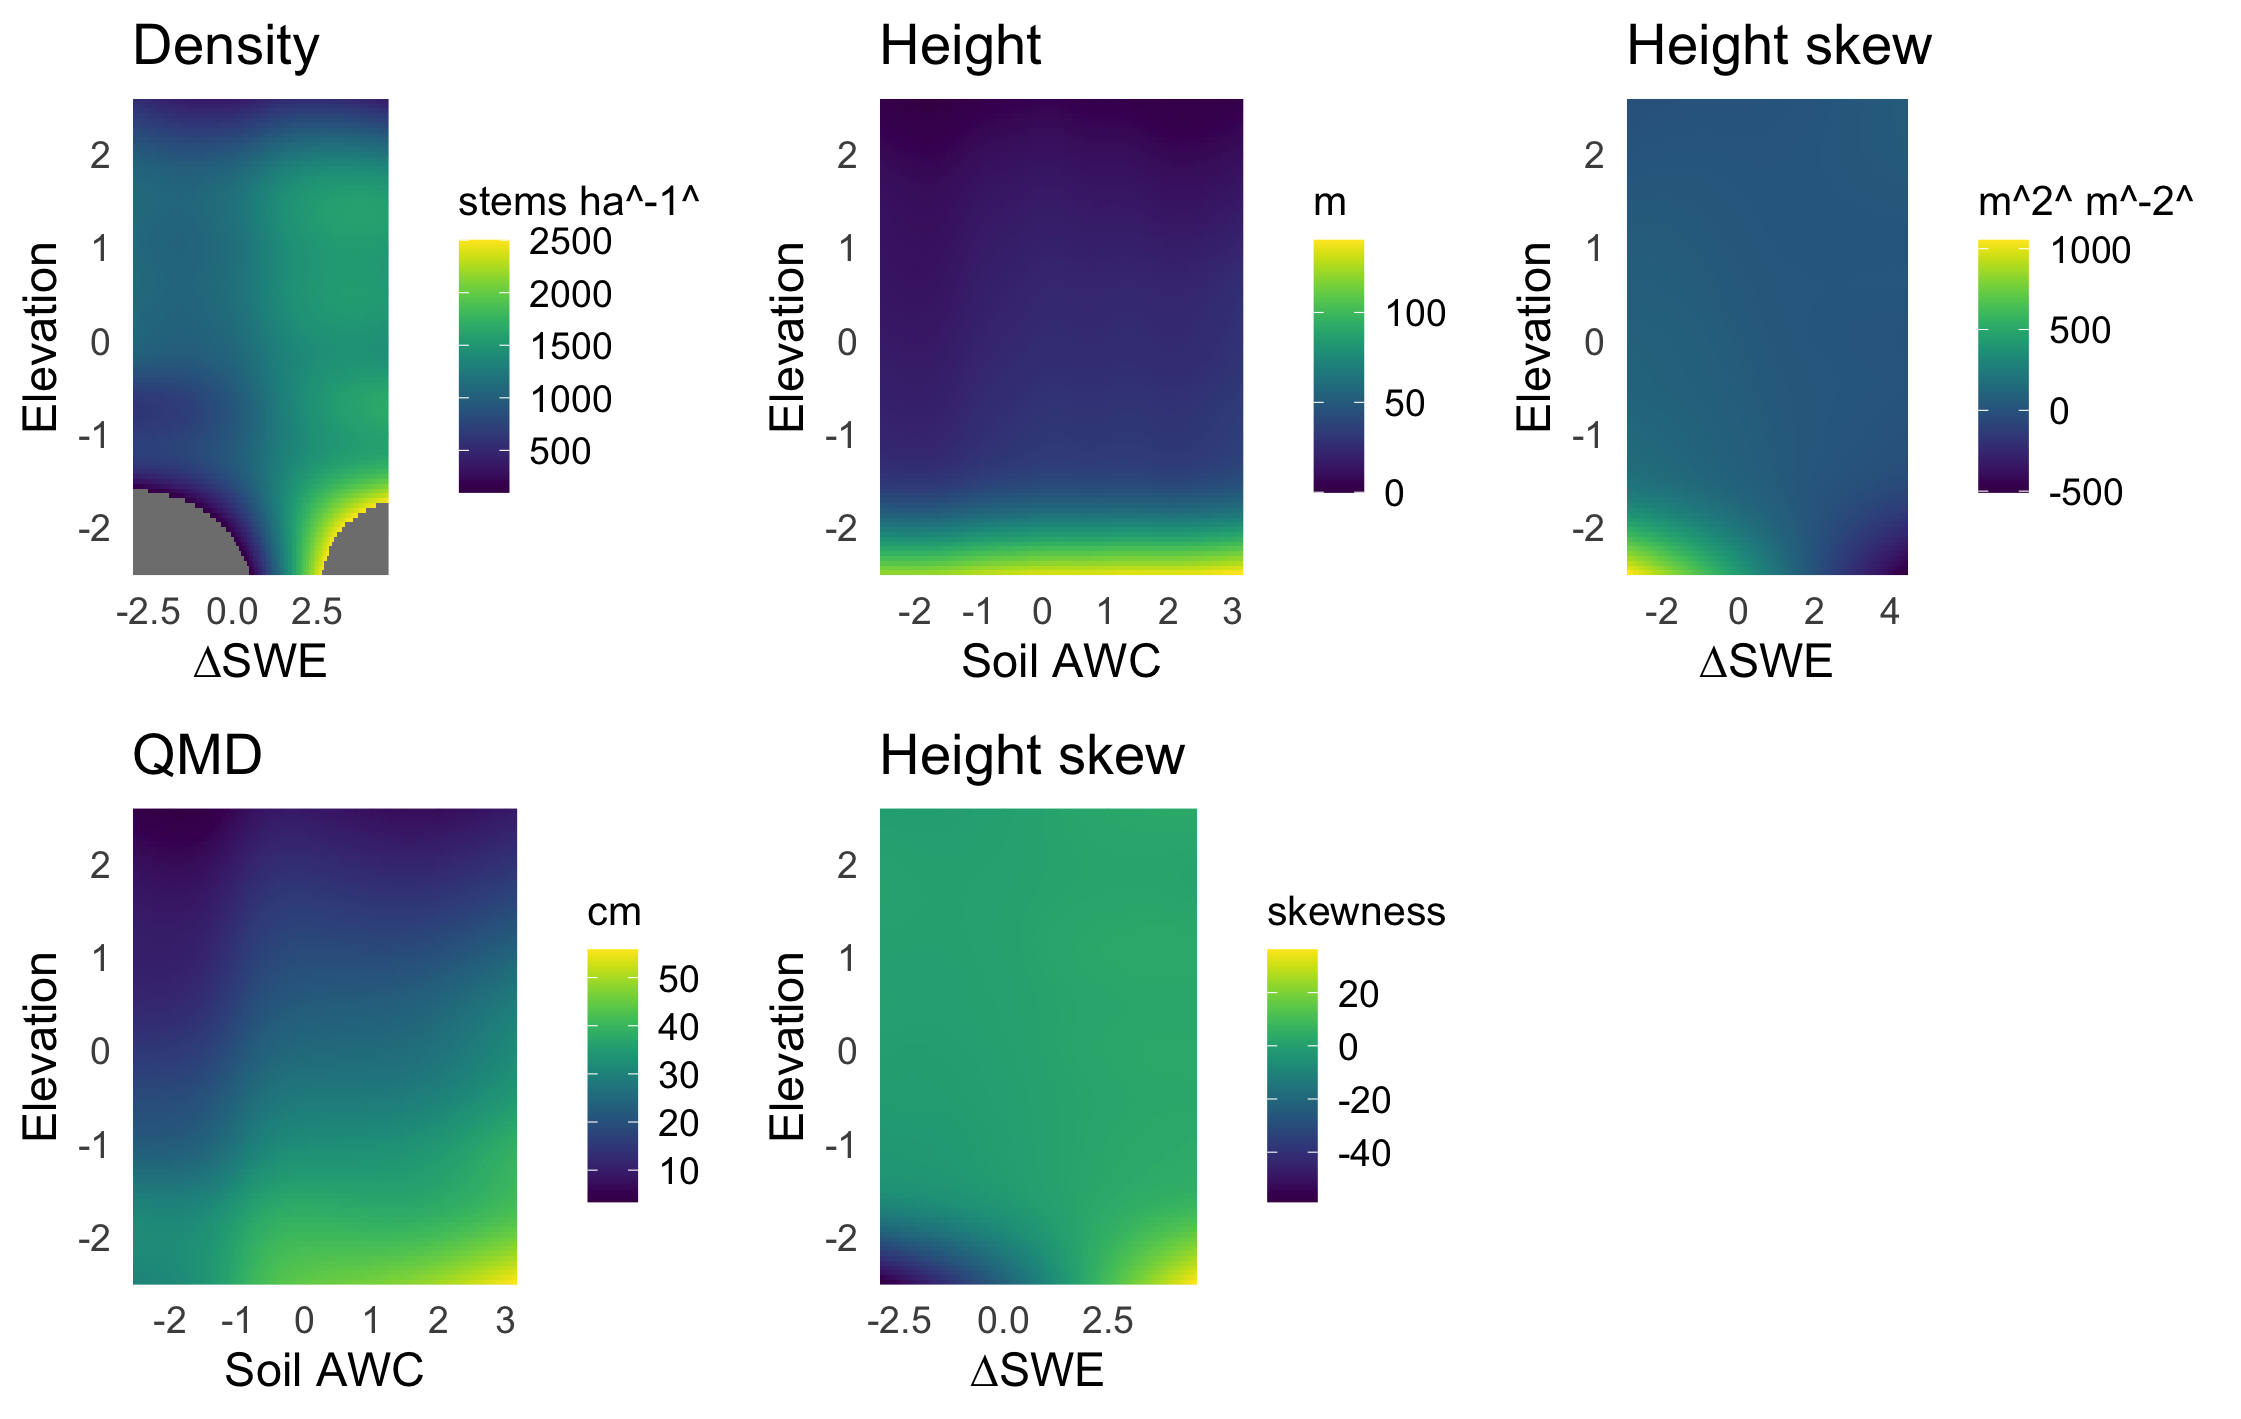 Density
Height
Height skew
stems ha^-1^
2500
2000
1500
1000
500
Elevation
2
1
0
-1
-2
-2.5 0.0 2.5
ΔSWE
m
100
50
0
Elevation
2
1
0
-1
-2
-2 -1 0 1 2 3
Soil AWC
m^2^ m^-2^
1000
500
0
-500
Elevation
2
1
0
-1
-2
-2 0 2 4
ΔSWE
QMD
Height skew
cm
50
40
30
20
10
Elevation
2
1
0
-1
-2
-2 -1 0 1 2 3
Soil AWC
skewness
20
0
-20
-40
Elevation
2
1
0
-1
-2
-2.5 0.0 2.5
ΔSWE